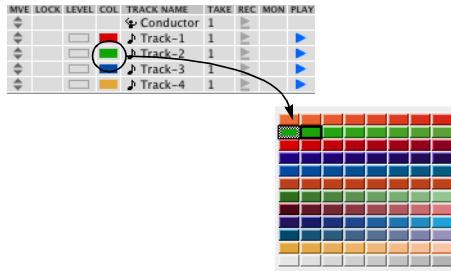 MVE LOCK LEVEL COL TRACK NAME TAKE REC MON PLAY
Conductor 1
Track-1 1
Track-2 1
Track-3 1
Track-4 1